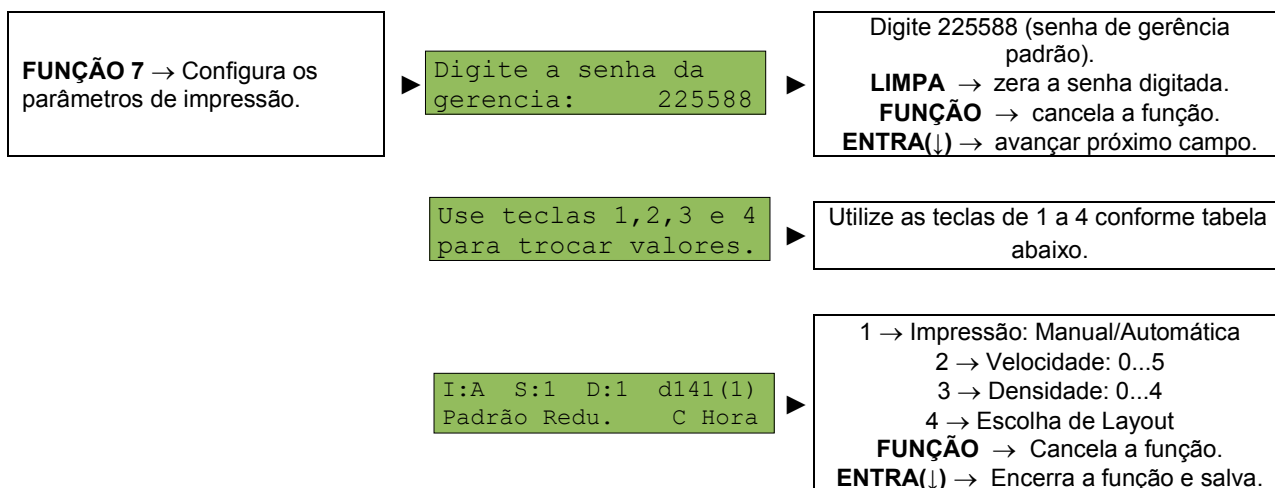 FUNÇÃO 7 → Configura os
parâmetros de impressão.
Digite a senha da
gerencia: 225588
Digite 225588 (senha de gerência
padrão).
LIMPA → zera a senha digitada.
FUNÇÃO → cancela a função.
ENTRA(↓) → avançar próximo campo.
Use teclas 1,2,3 e 4
para trocar valores.
Utilize as teclas de 1 a 4 conforme tabela
abaixo.
I:A S:1 D:1 d141(1)
Padrão Redu. C Hora
1 → Impressão: Manual/Automática
2 → Velocidade: 0...5
3 → Densidade: 0...4
4 → Escolha de Layout
FUNÇÃO → Cancela a função.
ENTRA(↓) → Encerra a função e salva.